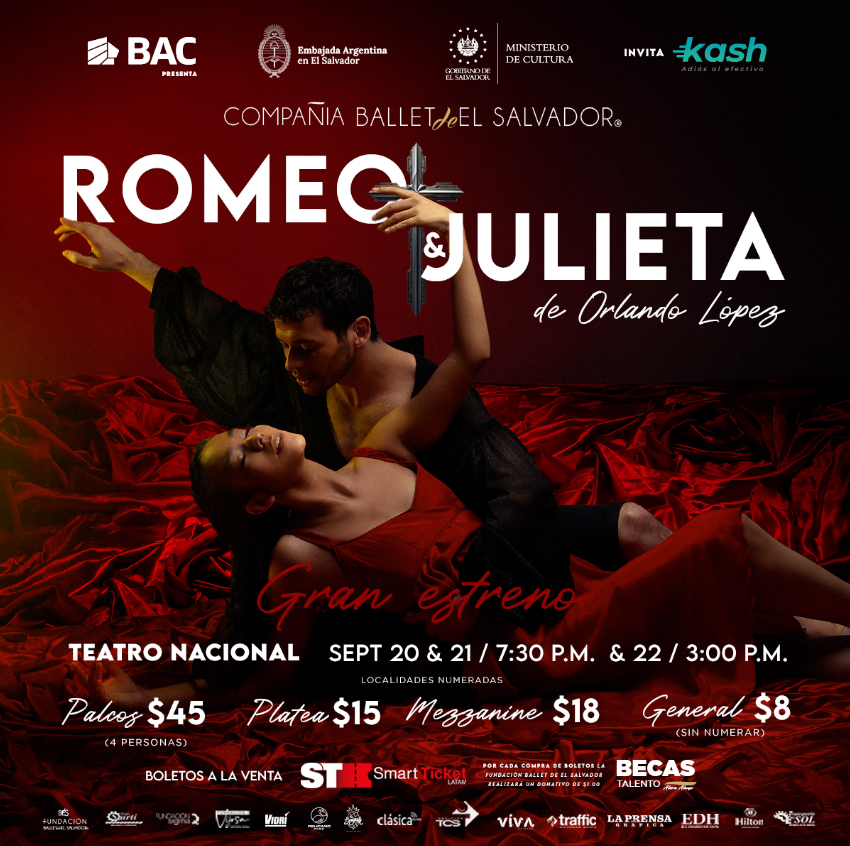 BAC
PRESENTA
Embajada Argentina
en El Salvador
GOBIERNO DE
EL SALVADOR
MINISTERIO
DE CULTURA
INVITA
kash
Adiós al efectivo
COMPAÑIA BALLET de EL SALVADOR®
ROMEO
& JULIETA
de Orlando López
Gran estreno
TEATRO NACIONAL SEPT 20 & 21 / 7:30 P.M. & 22 / 3:00 P.M.
LOCALIDADES NUMERADAS
Palcos $45
(4 PERSONAS)
Platea $15
Mezzanine $18
General $8
(SIN NUMERAR)
BOLETOS A LA VENTA
ST
SmartTicket
LATAM
POR CADA COMPRA DE BOLETOS LA
FUNDACIÓN BALLET DE EL SALVADOR
REALIZARÁ UN DONATIVO DE $1.00
BECAS
TALENTO
FUNDACIÓN
BALLET de EL SALVADOR
VIDRÍ
clásica
TCS
VIVA
traffic
LA PRENSA
GRÁFICA
EDH
Hilton
SOL